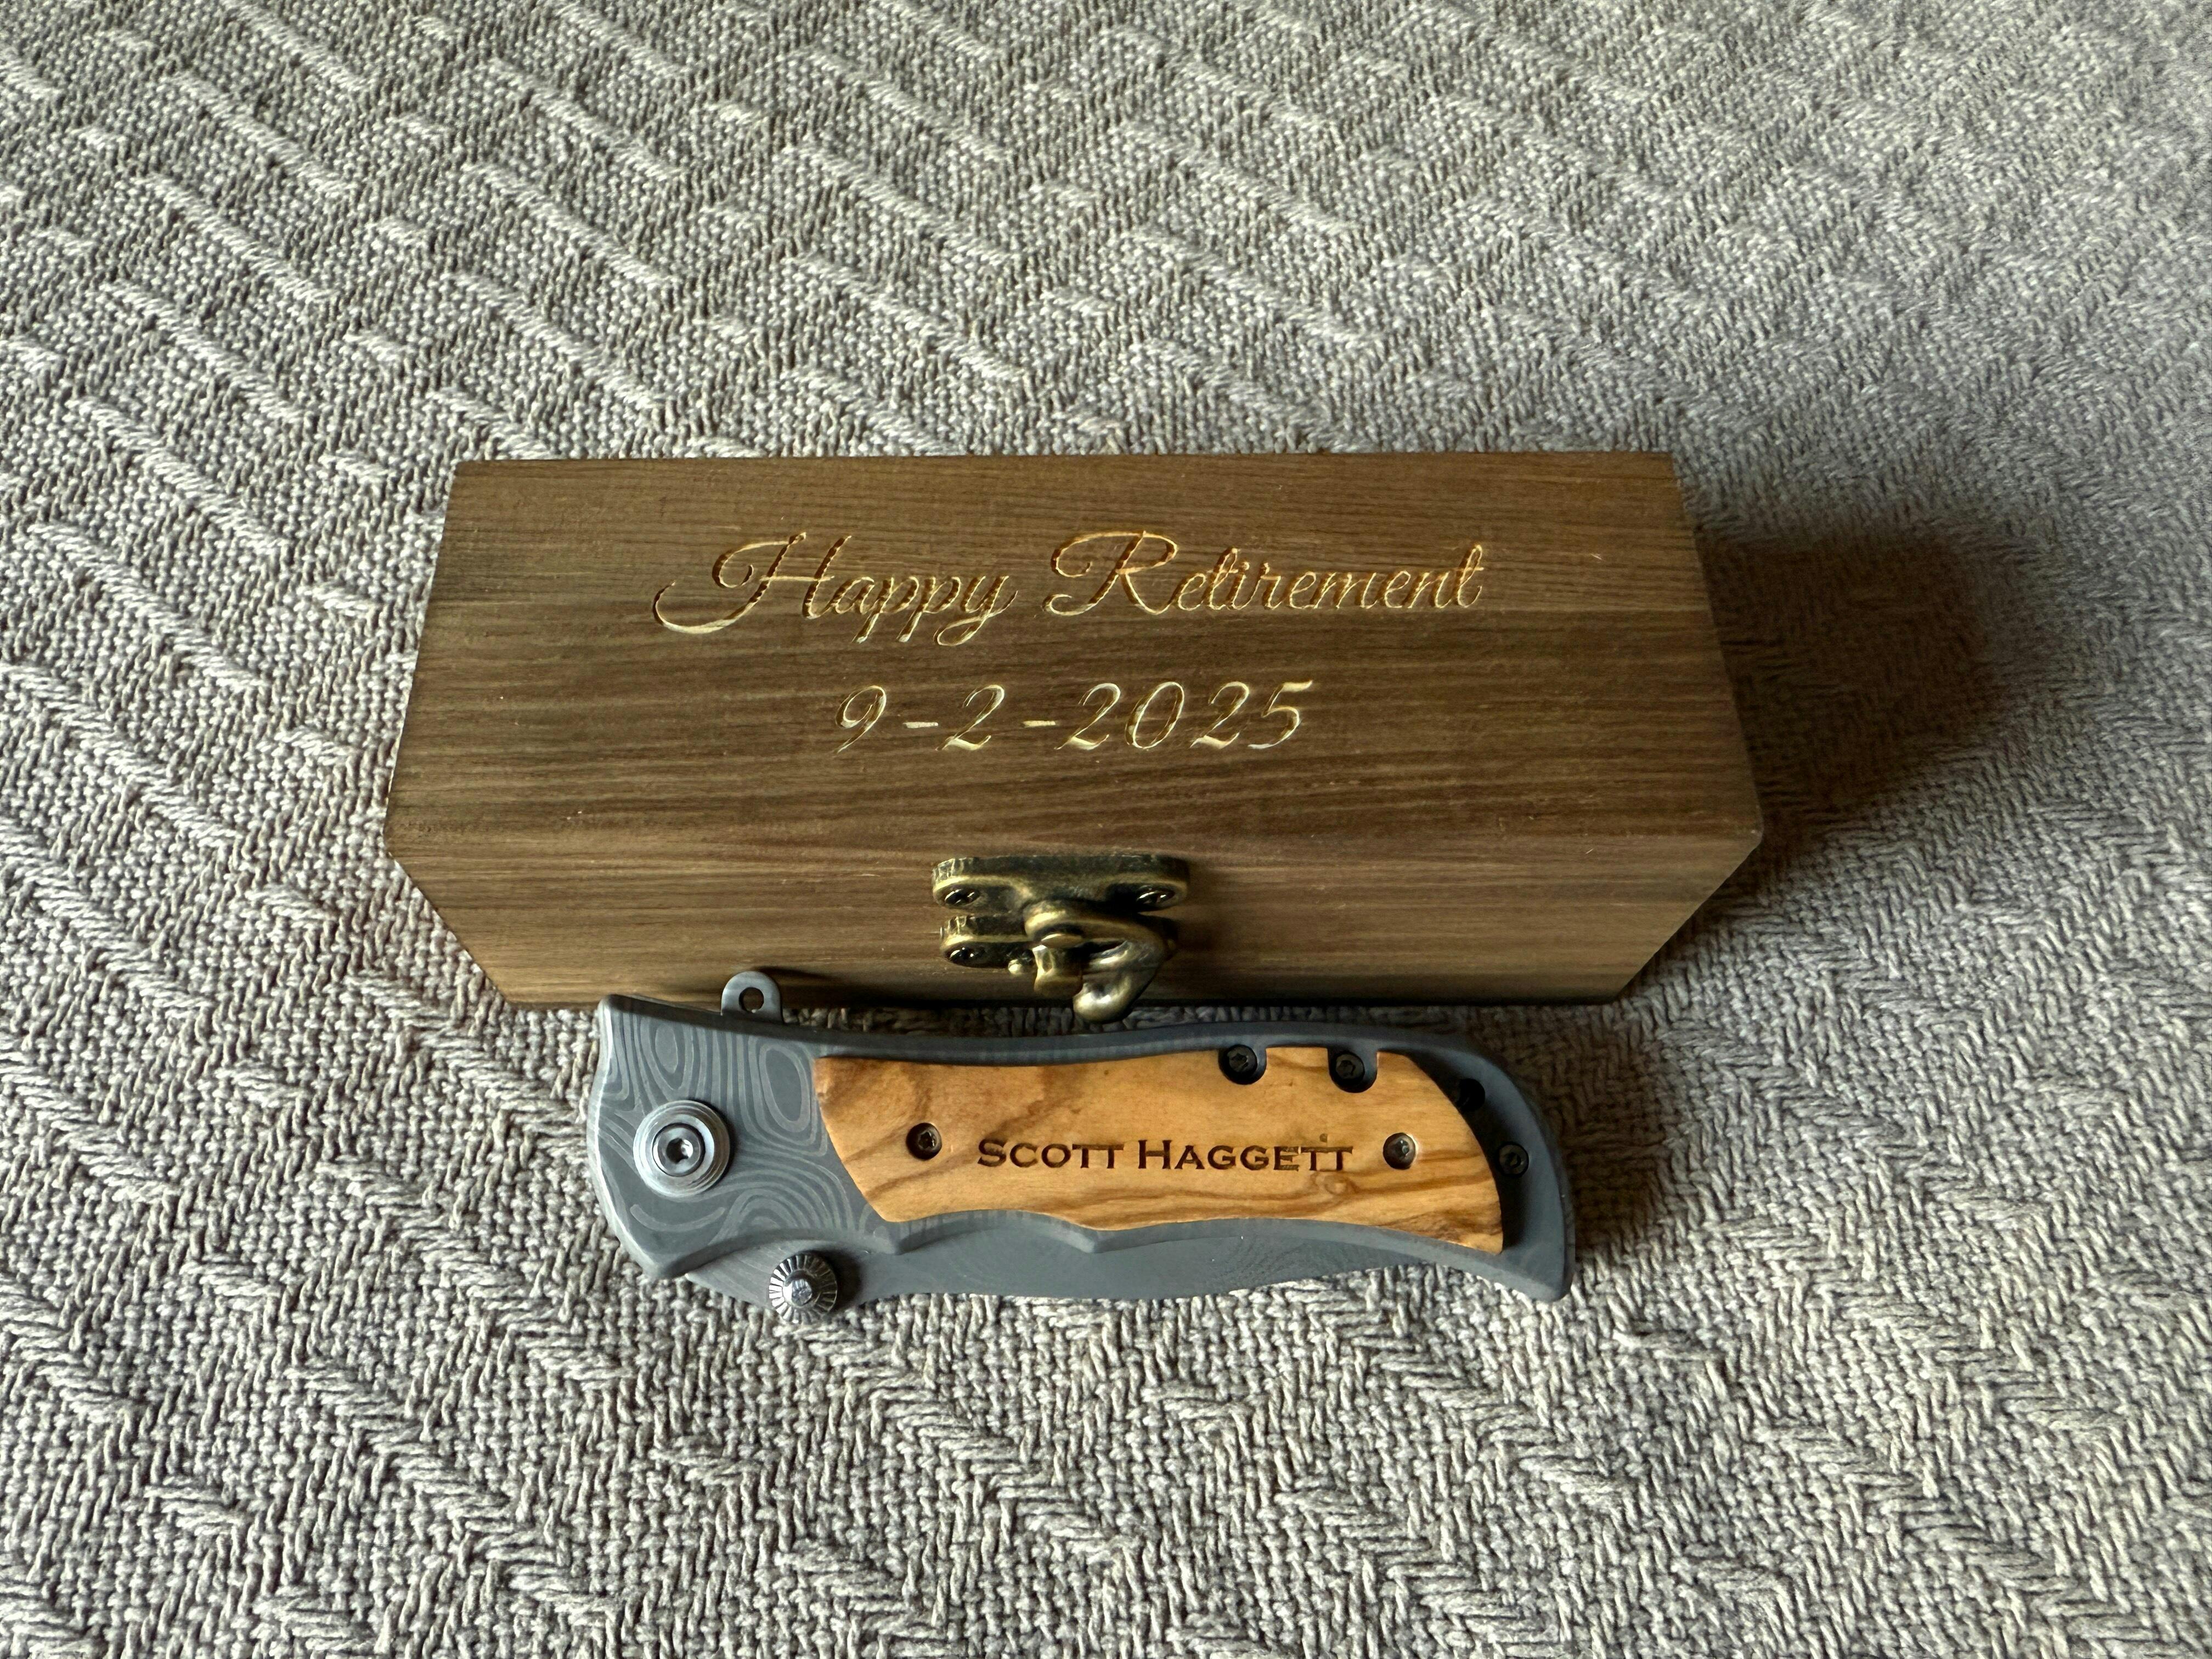 Happy Retirement
9-2-2025
SCOTT HAGGETT